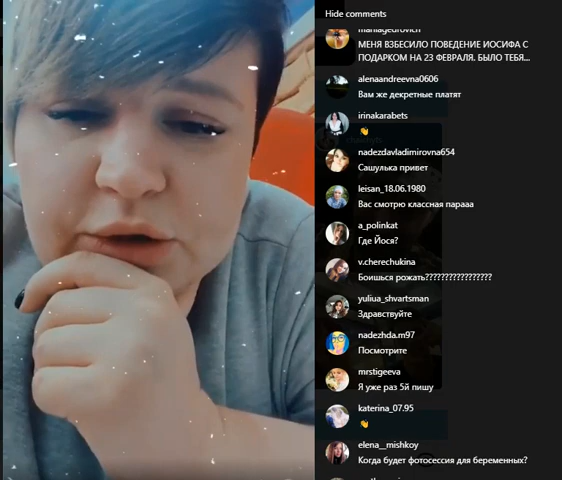 Hide comments
maniagedrovich
МЕНЯ ВЗБЕСИЛО ПОВЕДЕНИЕ ИОСИФА С
ПОДАРКОМ НА 23 ФЕВРАЛЯ. БЫЛО ТЕБЯ...
alenaandreevna0606
Вам же декретные платят
irinakarabets
👏
nadezdavladimirovna654
Сашулька привет
leisan_18.06.1980
Вас смотрю классная парааа
a_polinkat
Где Йося?
v.cherechukina
Боишься рожать?????????????????
yuliua_shvartsman
Здравствуйте
nadezhda.m97
Посмотрите
mrstigeeva
Я уже раз 5й пишу
katerina_07.95
👏
elena__mishkoy
Когда будет фотосессия для беременных?